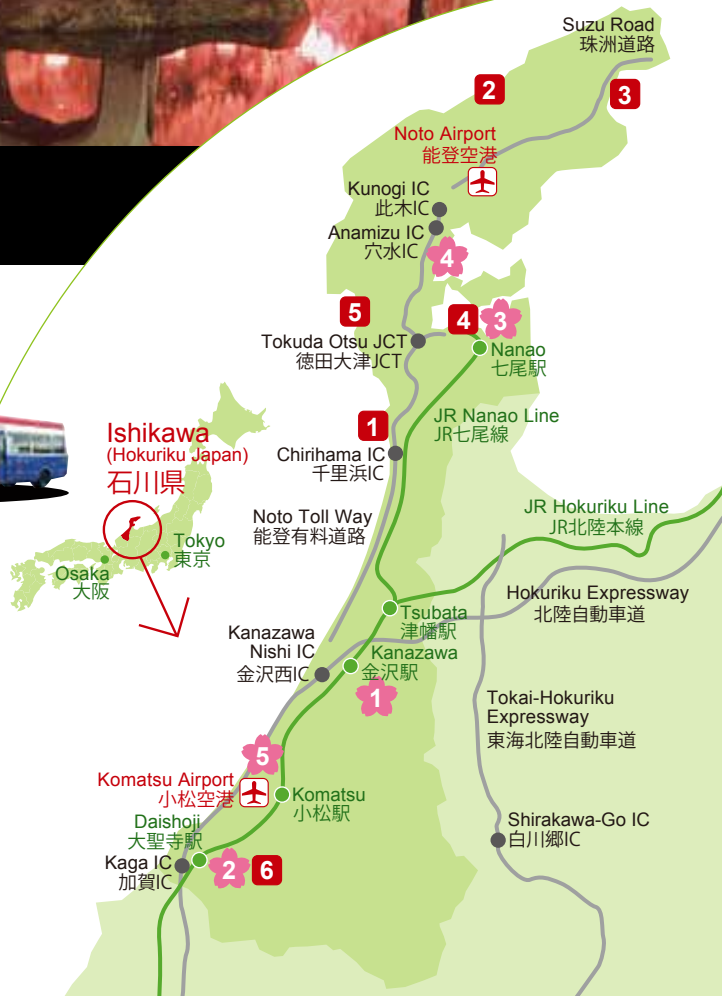 Suzu Road
珠洲道路
2
3
Noto Airport
能登空港
Kunogi IC
此木IC
Anamizu IC
穴水IC
4
5
4
3
Tokuda Otsu JCT
徳田大津JCT
Nanao
七尾駅
JR Nanao Line
JR七尾線
1
Chirihama IC
千里浜IC
Ishikawa
(Hokuriku Japan)
石川県
Noto Toll Way
能登有料道路
JR Hokuriku Line
JR北陸本線
Tokyo
東京
Osaka
大阪
Hokuriku Expressway
北陸自動車道
Tsubata
津幡駅
Kanazawa
Nishi IC
金沢西IC
Kanazawa
金沢駅
1
Tokai-Hokuriku
Expressway
東海北陸自動車道
5
Komatsu Airport
小松空港
Komatsu
小松駅
Daishoji
大聖寺駅
Shirakawa-Go IC
白川郷IC
Kaga IC
加賀IC
2
6